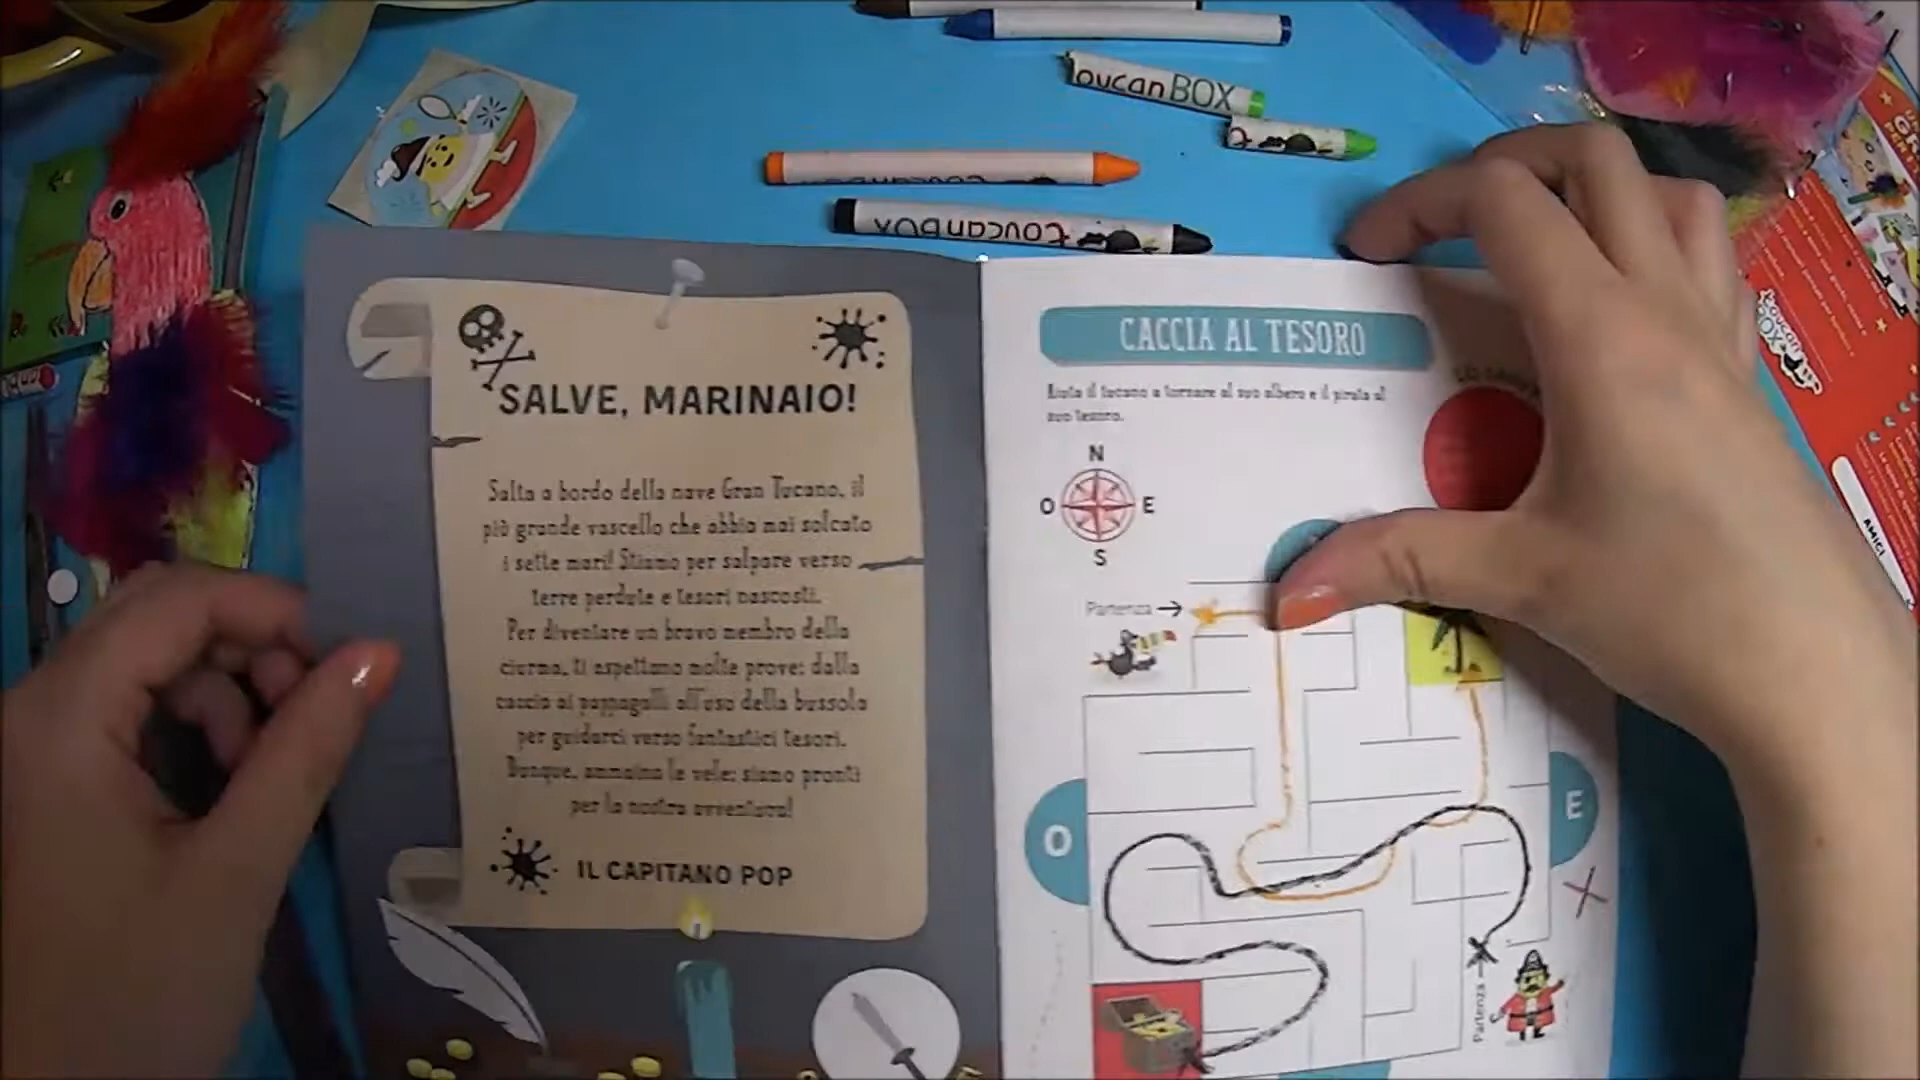 toucanBOX
toucanBOX
toucanBOX
SALVE, MARINAIO!
Salta a bordo della nave Gran Tucano, il
più grande vascello che abbia mai solcato
i sette mari! Stiamo per salpare verso
terre perdute e tesori nascosti.
Per diventare un bravo membro della
ciurma, ti aspettano molte prove: dalla
caccia ai pappagalli all'uso della bussola
per guidarci verso fantastici tesori.
Dunque, ammaina le vele: siamo pronti
per la nostra avventura!
IL CAPITANO POP
CACCIA AL TESORO
Aiuta il tucano a tornare al suo albero e il pirata al
suo tesoro.
N
O
E
S
Partenza
O
E
Partenza
toucan
BOX
AMICI